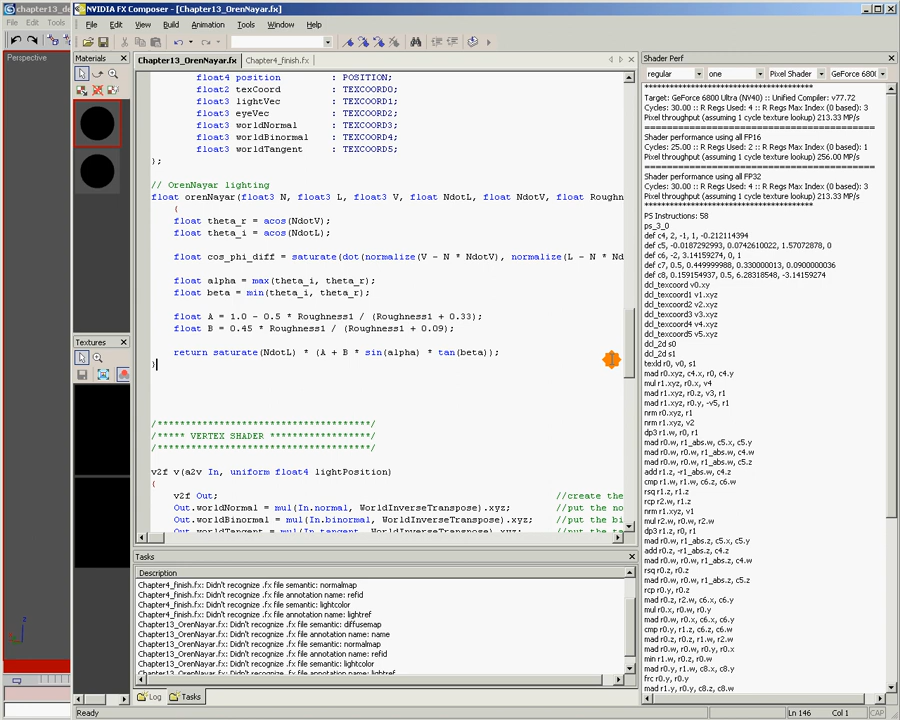 chapter13_de
NVIDIA FX Composer - [Chapter13_OrenNayar.fx]
File Edit Tools
File Edit View Build Animation Tools Window Help
Perspective
Materials
Chapter13_OrenNayar.fx Chapter4_finish.fx
float4 position : POSITION;
float2 texCoord : TEXCOORD0;
float3 lightVec : TEXCOORD1;
float3 eyeVec : TEXCOORD2;
float3 worldNormal : TEXCOORD3;
float3 worldBinormal : TEXCOORD4;
float3 worldTangent : TEXCOORD5;
};
// OrenNayar lighting
float orenNayar(float3 N, float3 L, float3 V, float NdotL, float NdotV, float Roughn
{
float theta_r = acos(NdotV);
float theta_i = acos(NdotL);
float cos_phi_diff = saturate(dot(normalize(V - N * NdotV), normalize(L - N * Nd
float alpha = max(theta_i, theta_r);
float beta = min(theta_i, theta_r);
float A = 1.0 - 0.5 * Roughness1 / (Roughness1 + 0.33);
float B = 0.45 * Roughness1 / (Roughness1 + 0.09);
return saturate(NdotL) * (A + B * sin(alpha) * tan(beta));
}
/**************************************/
/***** VERTEX SHADER ******************/
/**************************************/
v2f v(a2v In, uniform float4 lightPosition)
{
v2f Out; //create the
Out.worldNormal = mul(In.normal, WorldInverseTranspose).xyz; //put the no
Out.worldBinormal = mul(In.binormal, WorldInverseTranspose).xyz; //put the bi
Out.worldTangent = mul(In.tangent, WorldInverseTranspose).xyz; //put the ta
Textures
Tasks
Description
Chapter4_finish.fx: Didn't recognize .fx file semantic: normalmap
Chapter4_finish.fx: Didn't recognize .fx file annotation name: refid
Chapter4_finish.fx: Didn't recognize .fx file semantic: lightcolor
Chapter4_finish.fx: Didn't recognize .fx file annotation name: lightref
Chapter13_OrenNayar.fx: Didn't recognize .fx file semantic: diffusemap
Chapter13_OrenNayar.fx: Didn't recognize .fx file annotation name: name
Chapter13_OrenNayar.fx: Didn't recognize .fx file semantic: normalmap
Chapter13_OrenNayar.fx: Didn't recognize .fx file annotation name: refid
Chapter13_OrenNayar.fx: Didn't recognize .fx file semantic: lightcolor
Chapter13_OrenNayar.fx: Didn't recognize .fx file annotation name: lightref
Log Tasks
Ready
Ln 146 Col 1 CAP
Shader Perf
regular one Pixel Shader GeForce 680
***************************************
Target: GeForce 6800 Ultra (NV40) :: Unified Compiler: v77.72
Cycles: 30.00 :: R Regs Used: 4 :: R Regs Max Index (0 based): 3
Pixel throughput (assuming 1 cycle texture lookup) 213.33 MP/s
=======================================
Shader performance using all FP16
Cycles: 25.00 :: R Regs Used: 2 :: R Regs Max Index (0 based): 1
Pixel throughput (assuming 1 cycle texture lookup) 256.00 MP/s
=======================================
Shader performance using all FP32
Cycles: 30.00 :: R Regs Used: 4 :: R Regs Max Index (0 based): 3
Pixel throughput (assuming 1 cycle texture lookup) 213.33 MP/s
***************************************
PS Instructions: 58
ps_3_0
def c4, 2, -1, 1, -0.212114394
def c5, -0.0187292993, 0.0742610022, 1.57072878, 0
def c6, -2, 3.14159274, 0, 1
def c7, 0.5, 0.449999988, 0.330000013, 0.0900000036
def c8, 0.159154937, 0.5, 6.28318548, -3.14159274
dcl_texcoord v0.xy
dcl_texcoord1 v1.xyz
dcl_texcoord2 v2.xyz
dcl_texcoord3 v3.xyz
dcl_texcoord4 v4.xyz
dcl_texcoord5 v5.xyz
dcl_2d s0
dcl_2d s1
texld r0, v0, s1
mad r0.xyz, c4.x, r0, c4.y
mul r1.xyz, r0.x, v4
mad r1.xyz, r0.z, v3, r1
mad r1.xyz, r0.y, -v5, r1
nrm r0.xyz, r1
nrm r1.xyz, v2
dp3 r1.w, r0, r1
mad r0.w, r1_abs.w, c5.x, c5.y
mad r0.w, r0.w, r1_abs.w, c4.w
mad r0.w, r0.w, r1_abs.w, c5.z
add r1.z, -r1_abs.w, c4.z
cmp r1.w, r1.w, c6.z, c6.w
rsq r1.z, r1.z
rcp r2.w, r1.z
nrm r1.xyz, v1
mul r2.w, r0.w, r2.w
dp3 r1.z, r0, r1
mad r0.w, r1_abs.z, c5.x, c5.y
add r0.z, -r1_abs.z, c4.z
mad r0.w, r0.w, r1_abs.z, c4.w
rsq r0.z, r0.z
mad r0.w, r0.w, r1_abs.z, c5.z
rcp r0.y, r0.z
mad r0.z, r2.w, c6.x, c6.y
mul r0.x, r0.w, r0.y
cmp r0.y, r1.z, c6.z, c6.w
mad r0.z, r0.z, r1.w, r2.w
mad r0.w, r0.x, c6.x, c6.y
mad r0.w, r0.w, r0.y, r0.x
min r1.w, r0.z, r0.w
mad r0.y, r1.w, c8.x, c8.y
frc r0.y, r0.y
mad r1.y, r0.y, c8.z, c8.w